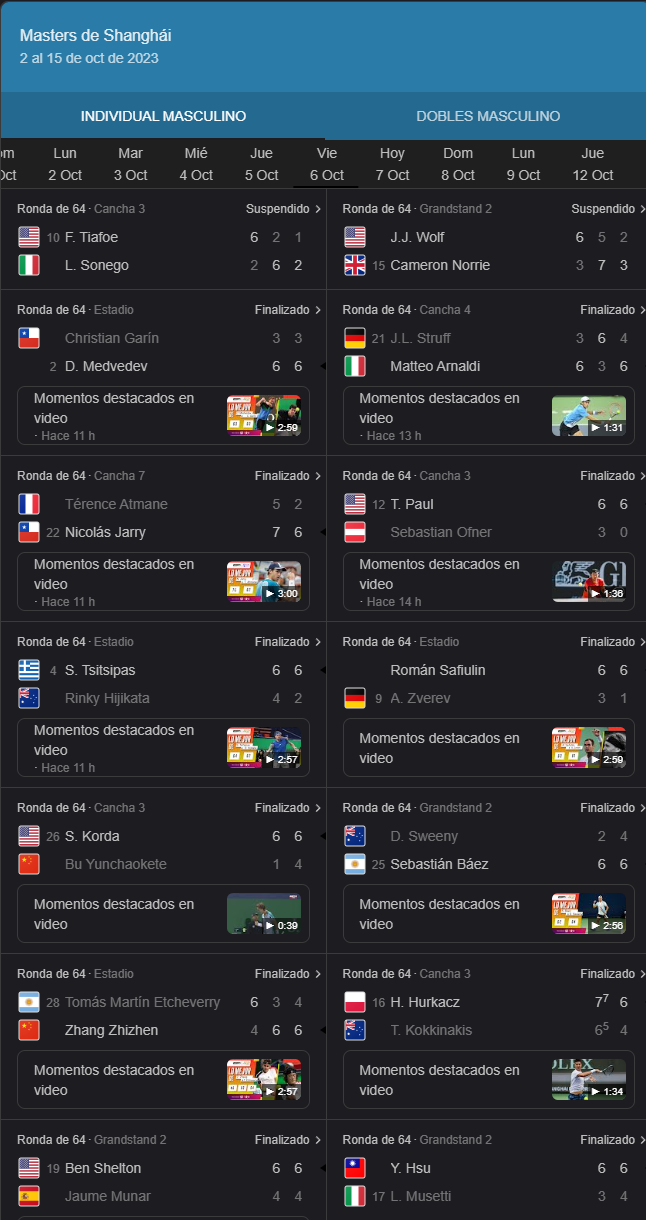 Masters de Shanghái
2 al 15 de oct de 2023
INDIVIDUAL MASCULINO
DOBLES MASCULINO
om Lun Mar Mié Jue Vie Hoy Dom Lun Jue
Oct 2 Oct 3 Oct 4 Oct 5 Oct 6 Oct 7 Oct 8 Oct 9 Oct 12 Oct
Ronda de 64 · Cancha 3 Suspendido
10 F. Tiafoe 6 2 1
L. Sonego 2 6 2
Ronda de 64 · Grandstand 2 Suspendido
J.J. Wolf 6 5 2
15 Cameron Norrie 3 7 3
Ronda de 64 · Estadio Finalizado
Christian Garín 3 3
2 D. Medvedev 6 6
Momentos destacados en
video
· Hace 11 h
2:59
Ronda de 64 · Cancha 4 Finalizado
21 J.L. Struff 3 6 4
Matteo Arnaldi 6 3 6
Momentos destacados en
video
· Hace 13 h
1:31
Ronda de 64 · Cancha 7 Finalizado
Térence Atmane 5 2
22 Nicolás Jarry 7 6
Momentos destacados en
video
· Hace 11 h
3:00
Ronda de 64 · Cancha 3 Finalizado
12 T. Paul 6 6
Sebastian Ofner 3 0
Momentos destacados en
video
· Hace 14 h
1:36
Ronda de 64 · Estadio Finalizado
4 S. Tsitsipas 6 6
Rinky Hijikata 4 2
Momentos destacados en
video
· Hace 11 h
2:57
Ronda de 64 · Estadio Finalizado
Román Safiulin 6 6
9 A. Zverev 3 1
Momentos destacados en
video
2:59
Ronda de 64 · Cancha 3 Finalizado
26 S. Korda 6 6
Bu Yunchaokete 1 4
Momentos destacados en
video
0:39
Ronda de 64 · Grandstand 2 Finalizado
D. Sweeny 2 4
25 Sebastián Báez 6 6
Momentos destacados en
video
2:56
Ronda de 64 · Estadio Finalizado
28 Tomás Martín Etcheverry 6 3 4
Zhang Zhizhen 4 6 6
Momentos destacados en
video
2:57
Ronda de 64 · Cancha 3 Finalizado
16 H. Hurkacz 7⁷ 6
T. Kokkinakis 6⁵ 4
Momentos destacados en
video
1:34
Ronda de 64 · Grandstand 2 Finalizado
19 Ben Shelton 6 6
Jaume Munar 4 4
Ronda de 64 · Grandstand 2 Finalizado
Y. Hsu 6 6
17 L. Musetti 3 4